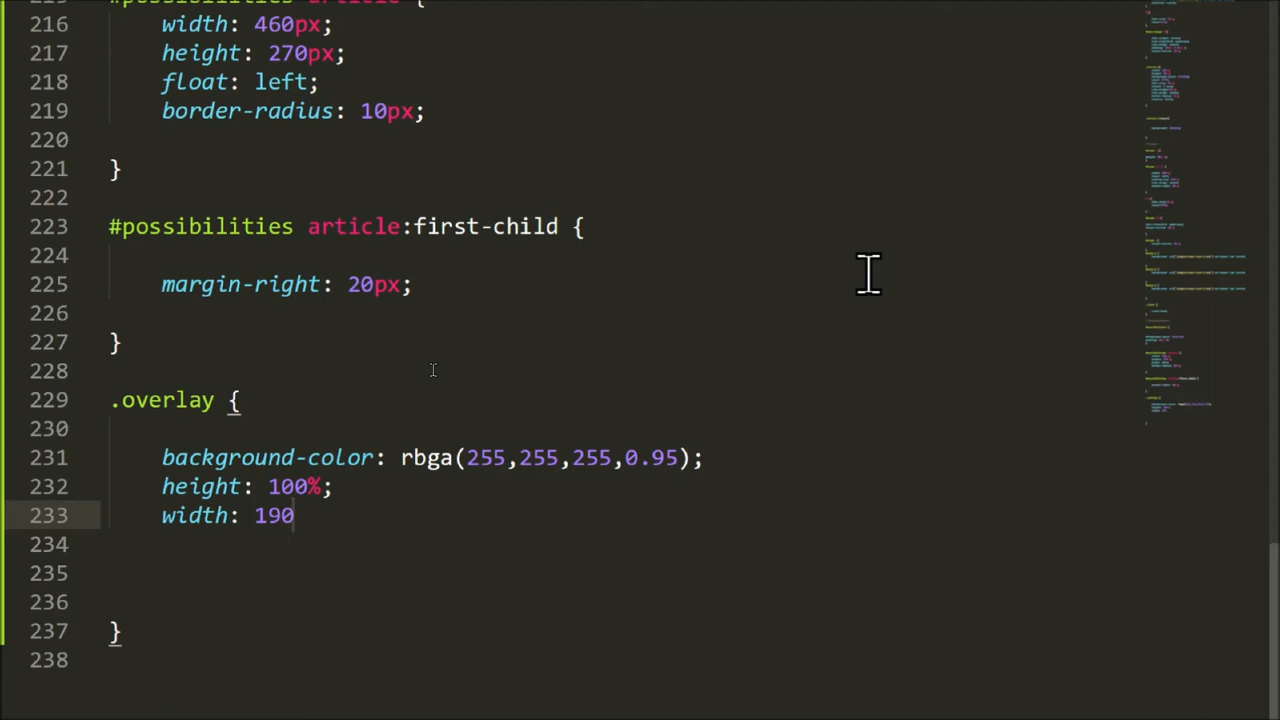 #possibilities article {
216 width: 460px;
217 height: 270px;
218 float: left;
219 border-radius: 10px;
220
221 }
222
223 #possibilities article:first-child {
224
225 margin-right: 20px;
226
227 }
228
229 .overlay {
230
231 background-color: rbga(255,255,255,0.95);
232 height: 100%;
233 width: 190
234
235
236
237 }
238